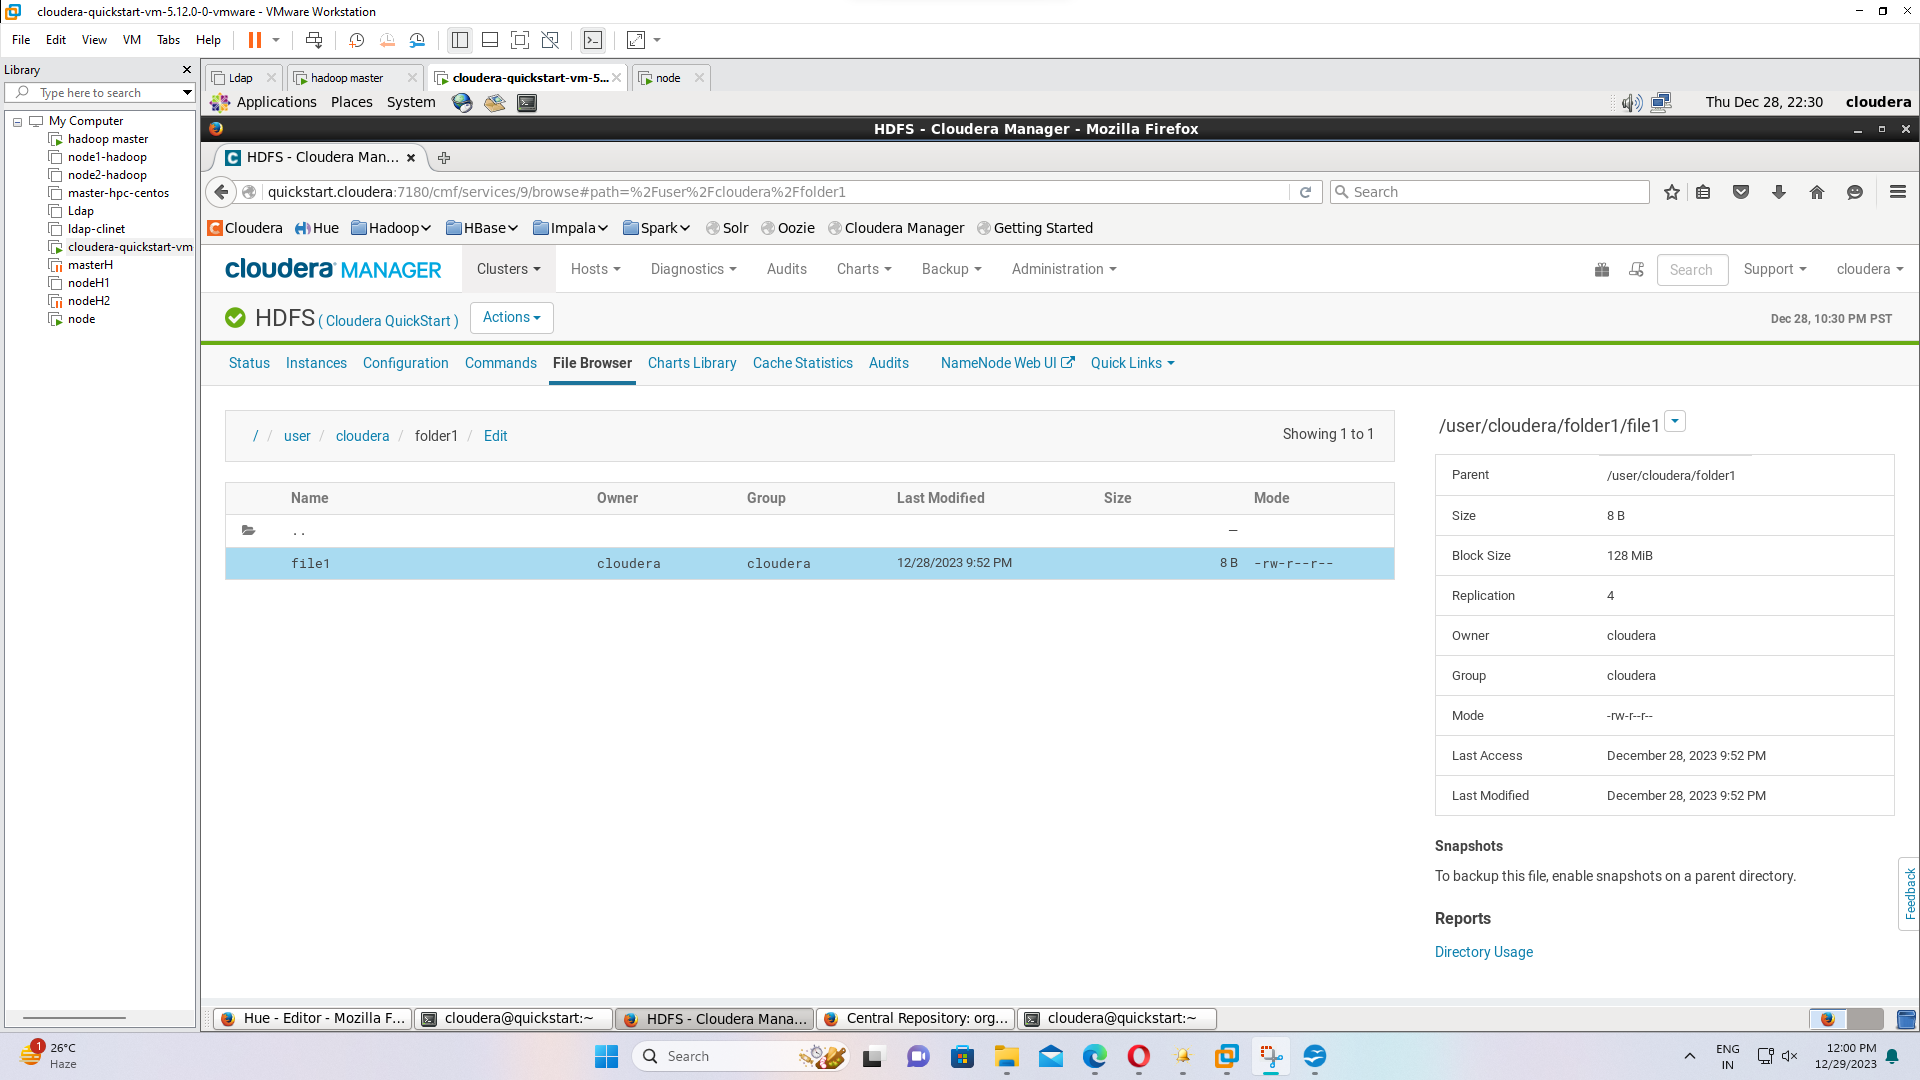 cloudera-quickstart-vm-5.12.0-0-vmware - VMware Workstation
File Edit View VM Tabs Help
Library
Type here to search
My Computer
hadoop master
node1-hadoop
node2-hadoop
master-hpc-centos
Ldap
ldap-clinet
cloudera-quickstart-vm
masterH
nodeH1
nodeH2
node
Ldap hadoop master cloudera-quickstart-vm-5... node
Applications Places System Thu Dec 28, 22:30 cloudera
HDFS - Cloudera Manager - Mozilla Firefox
HDFS - Cloudera Man...
quickstart.cloudera:7180/cmf/services/9/browse#path=%2Fuser%2Fcloudera%2Ffolder1 Search
Cloudera Hue Hadoop HBase Impala Spark Solr Oozie Cloudera Manager Getting Started
cloudera MANAGER Clusters Hosts Diagnostics Audits Charts Backup Administration Search Support cloudera
HDFS ( Cloudera QuickStart ) Actions Dec 28, 10:30 PM PST
Status Instances Configuration Commands File Browser Charts Library Cache Statistics Audits NameNode Web UI Quick Links
/ / user / cloudera / folder1 / Edit Showing 1 to 1
Name Owner Group Last Modified Size Mode
.. —
file1 cloudera cloudera 12/28/2023 9:52 PM 8 B -rw-r--r--
/user/cloudera/folder1/file1
Parent /user/cloudera/folder1
Size 8 B
Block Size 128 MiB
Replication 4
Owner cloudera
Group cloudera
Mode -rw-r--r--
Last Access December 28, 2023 9:52 PM
Last Modified December 28, 2023 9:52 PM
Snapshots
To backup this file, enable snapshots on a parent directory.
Reports
Directory Usage
Feedback
Hue - Editor - Mozilla F... cloudera@quickstart:~ HDFS - Cloudera Mana... Central Repository: org... cloudera@quickstart:~
1
26°C
Haze
Search
ENG
IN
12:00 PM
12/29/2023